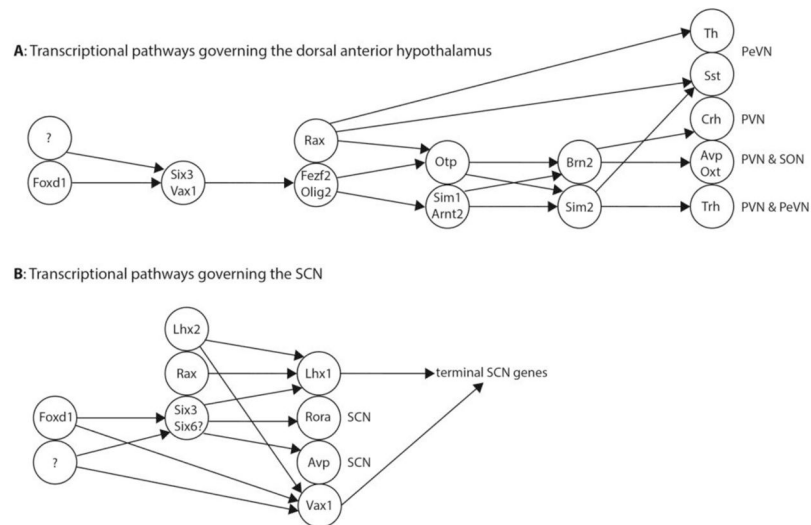 A: Transcriptional pathways governing the dorsal anterior hypothalamus
Th
PeVN
Sst
?
Rax
Crh
PVN
Foxd1
Six3
Vax1
Fezf2
Olig2
Otp
Brn2
Avp
Oxt
PVN & SON
Sim1
Arnt2
Sim2
Trh
PVN & PeVN
B: Transcriptional pathways governing the SCN
Lhx2
Rax
Lhx1
terminal SCN genes
Foxd1
Six3
Six6?
Rora
SCN
?
Avp
SCN
Vax1